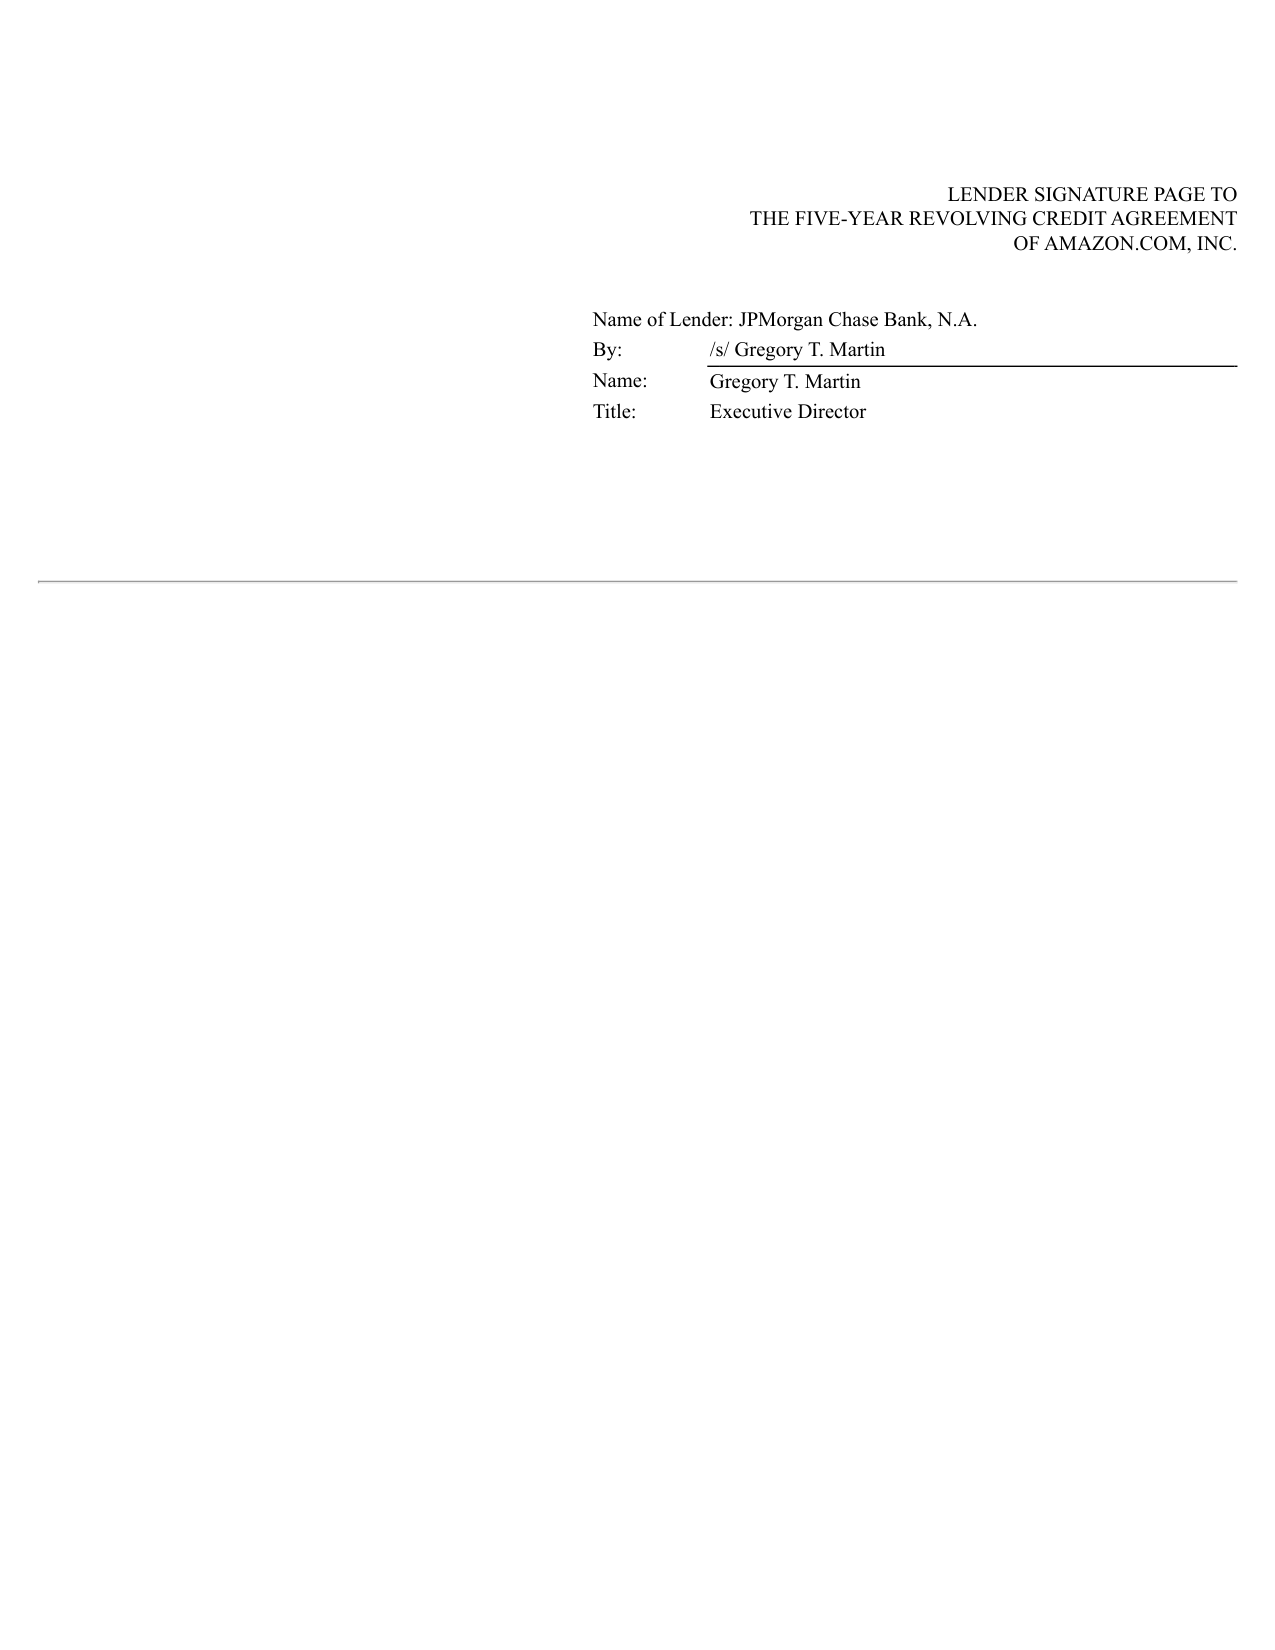 LENDER SIGNATURE PAGE TO
THE FIVE-YEAR REVOLVING CREDIT AGREEMENT
OF AMAZON.COM, INC.
Name of Lender: JPMorgan Chase Bank, N.A.
By: /s/ Gregory T. Martin
Name: Gregory T. Martin
Title: Executive Director